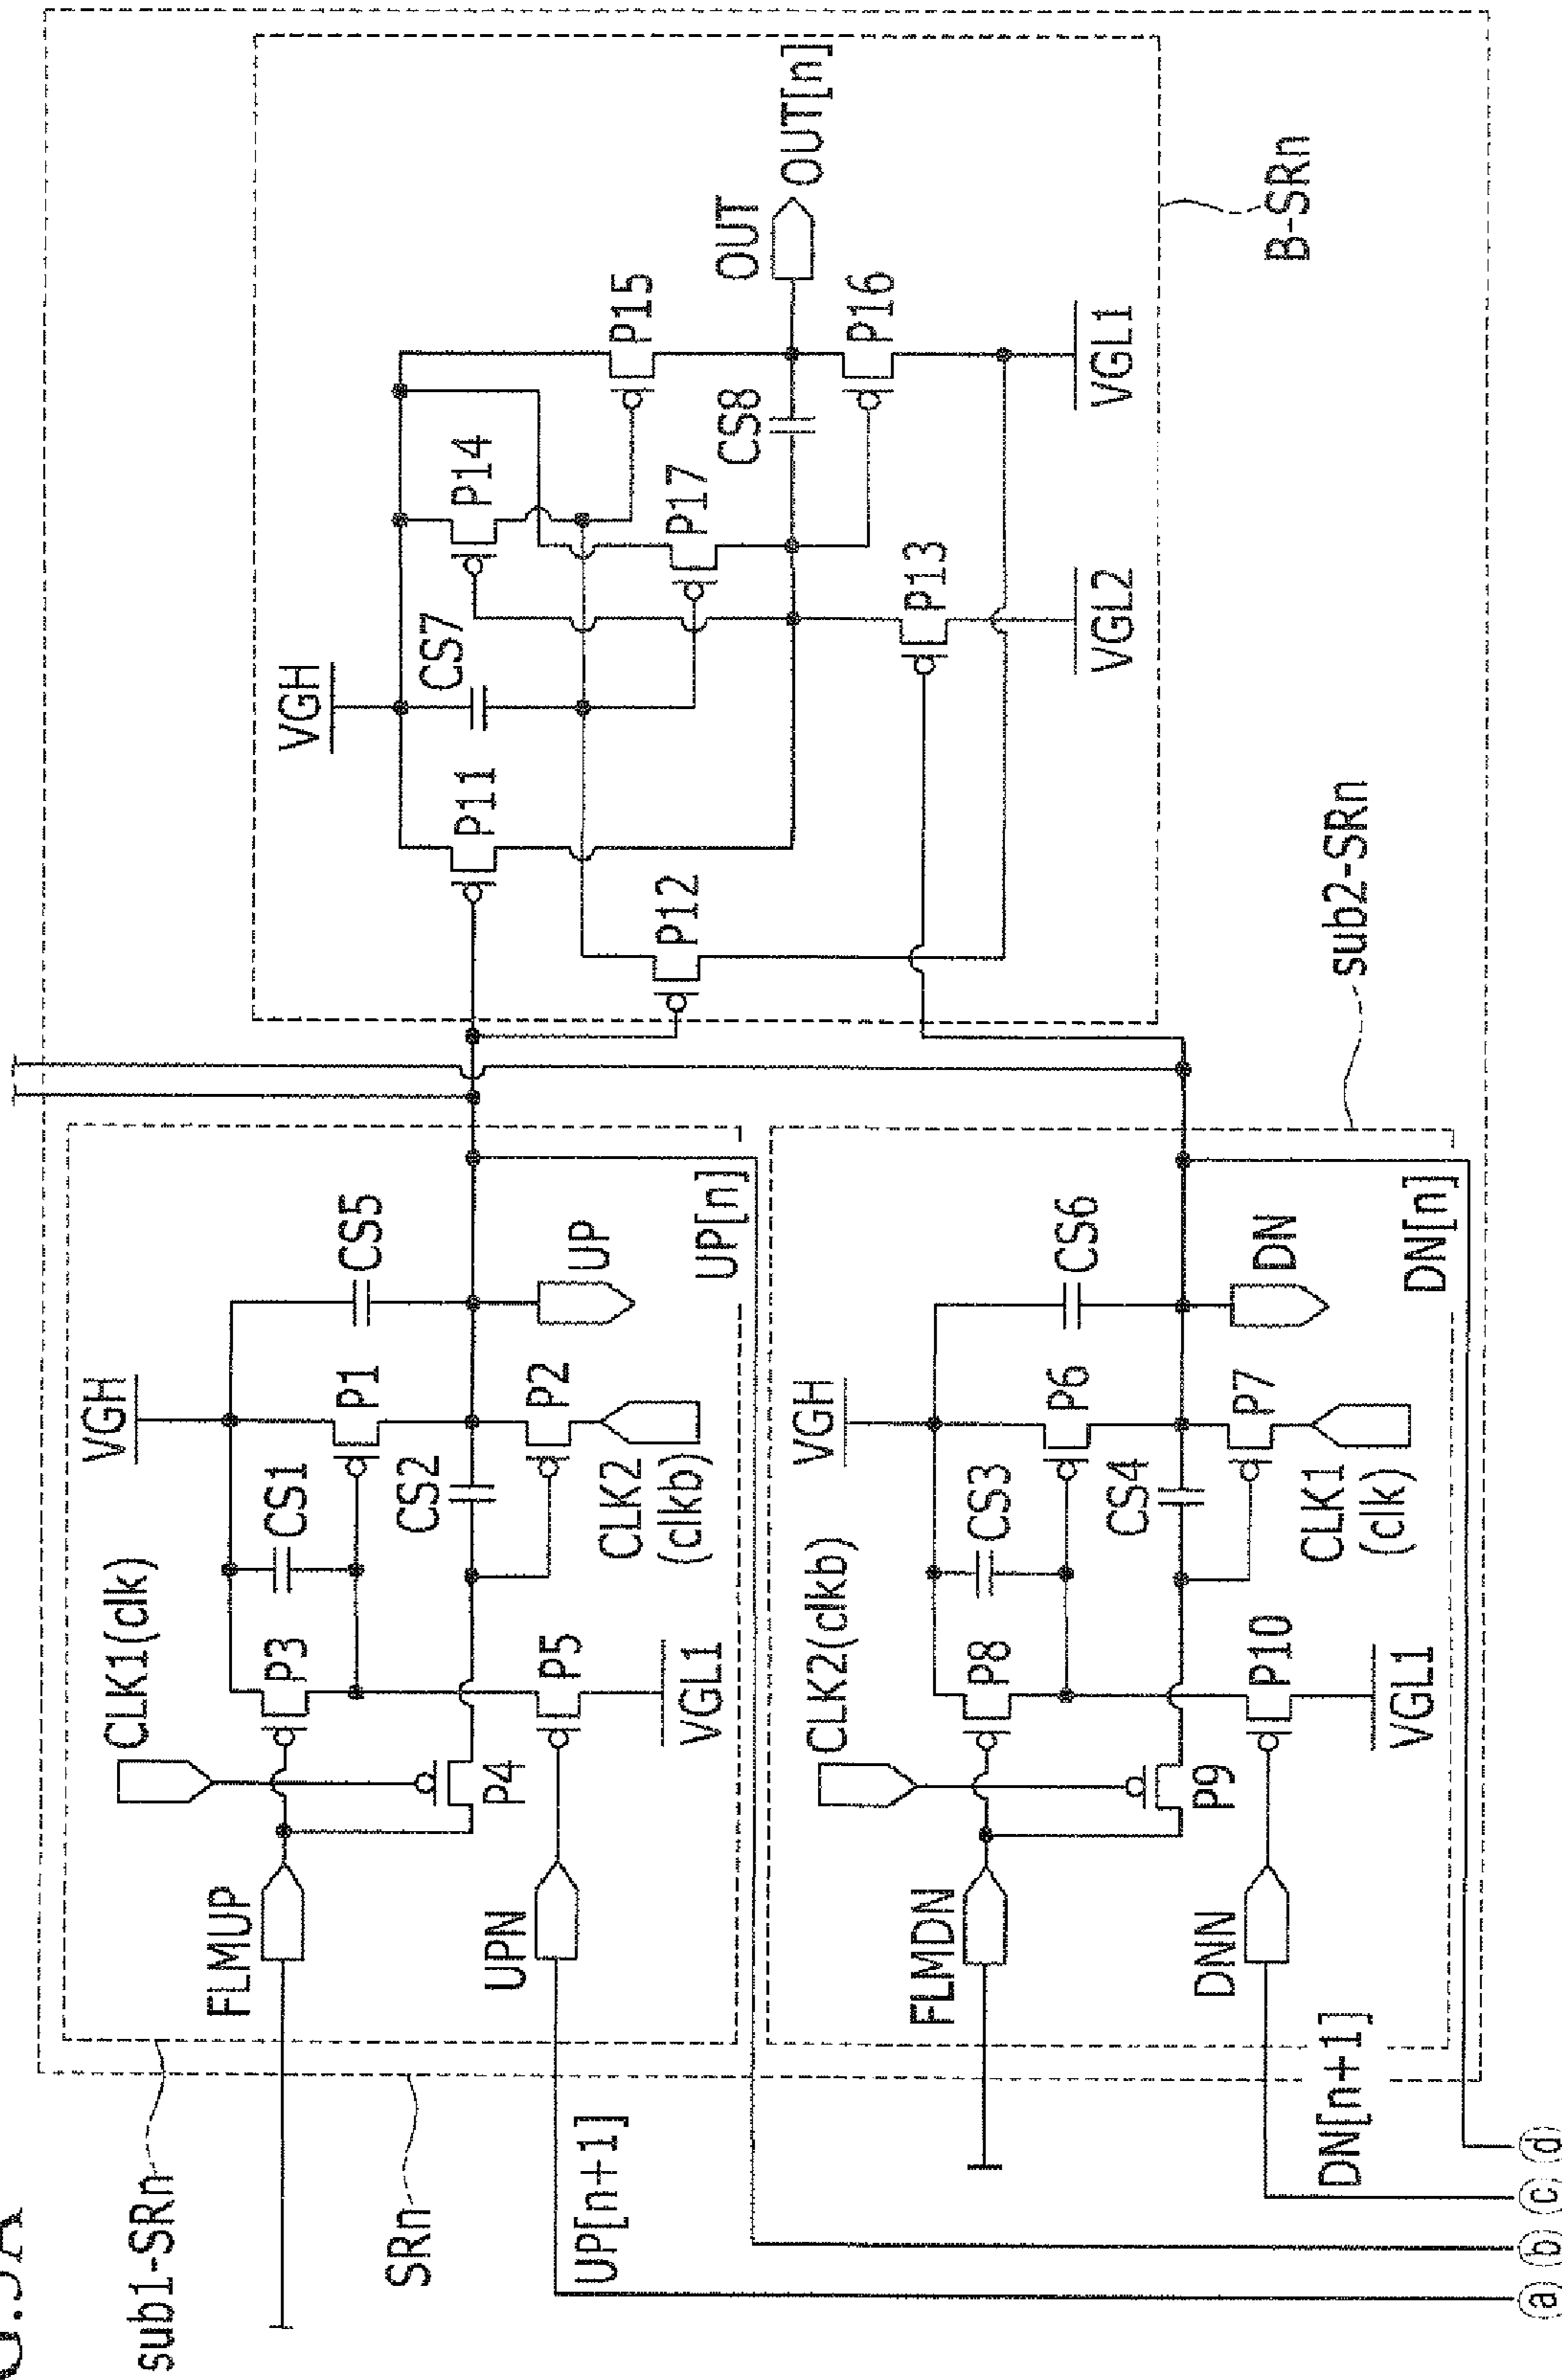 sub1-SRn
SRn
FLMUP
UPN
UP[n+1]
CLK1(clk)
P3
P4
P5
VGL1
CS1
VGH
P1
CS2
P2
CLK2
(clkb)
CS5
UP
UP[n]
FLMDN
DNN
DN[n+1]
CLK2(clkb)
P8
P9
P10
VGL1
CS3
VGH
P6
CS4
P7
CLK1
(clk)
CS6
DN
DN[n]
sub2-SRn
P12
P11
VGH
CS7
P14
P17
P13
VGL2
CS8
P15
P16
VGL1
OUT
OUT[n]
B-SRn
a
b
c
d